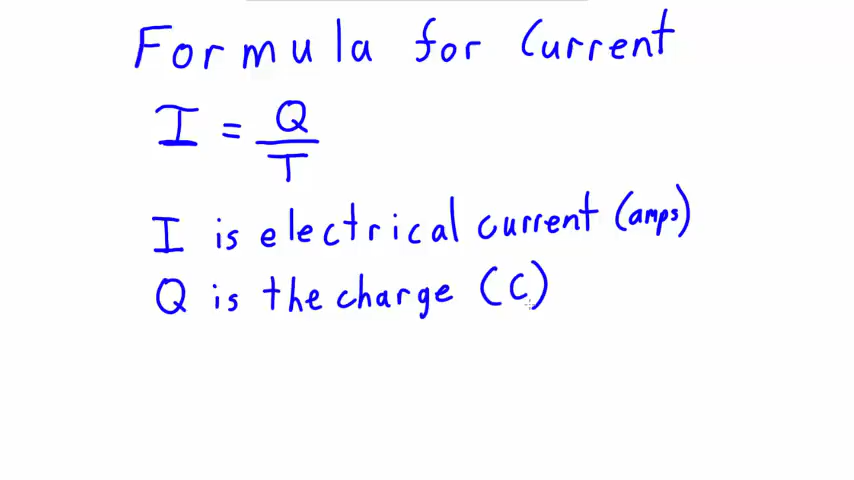 Formula for Current
I = Q
T
I is electrical current (amps)
Q is the charge (C)